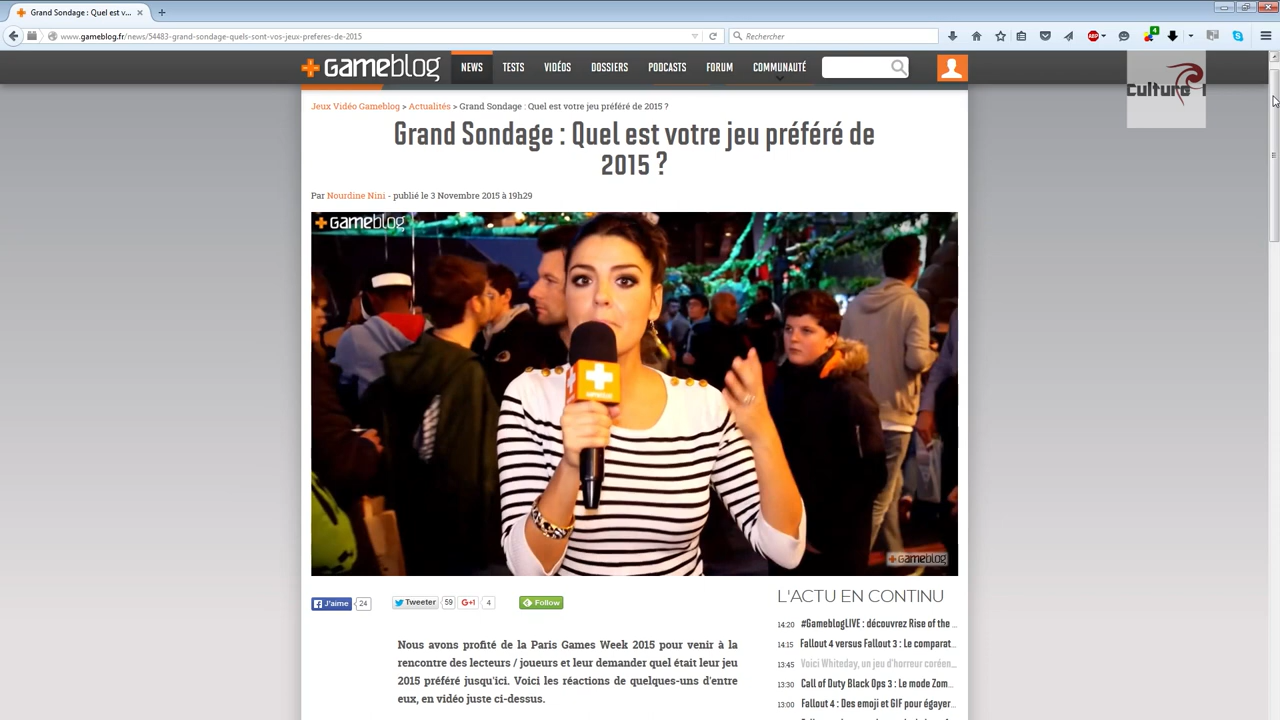 Grand Sondage : Quel est v...
www.gameblog.fr/news/54483-grand-sondage-quels-sont-vos-jeux-preferes-de-2015
Rechercher
ABP
4
gameblog
NEWS
TESTS
VIDÉOS
DOSSIERS
PODCASTS
FORUM
COMMUNAUTÉ
Culture
Jeux Vidéo Gameblog > Actualités > Grand Sondage : Quel est votre jeu préféré de 2015 ?
Grand Sondage : Quel est votre jeu préféré de
2015 ?
Par Nourdine Nini - publié le 3 Novembre 2015 à 19h29
gameblog
gameblog
J'aime 24
Tweeter 59
G+1 4
Follow
Nous avons profité de la Paris Games Week 2015 pour venir à la
rencontre des lecteurs / joueurs et leur demander quel était leur jeu
2015 préféré jusqu'ici. Voici les réactions de quelques-uns d'entre
eux, en vidéo juste ci-dessus.
L'ACTU EN CONTINU
14:20 #GameblogLIVE : découvrez Rise of the ...
14:15 Fallout 4 versus Fallout 3 : Le comparat...
13:45 Voici Whiteday, un jeu d'horreur coréen...
13:30 Call of Duty Black Ops 3 : Le mode Zom...
13:00 Fallout 4 : Des emoji et GIF pour égayer...